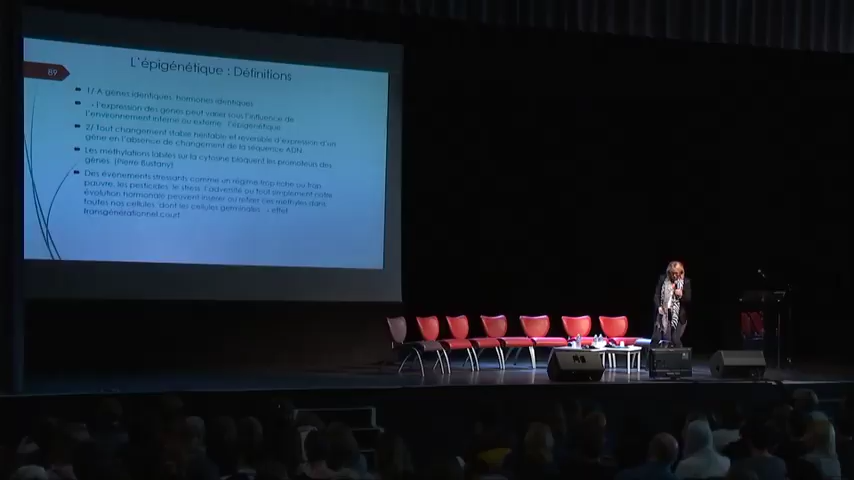 L'épigénétique : Définitions
89
1/ A gènes identiques, hormones identiques
→ l'expression des gènes peut varier sous l'influence de
l'environnement interne ou externe : l'épigénétique
2/ Tout changement stable héritable et réversible d'expression d'un
gène en l'absence de changement de la séquence ADN.
Les méthylations labiles sur la cytosine bloquent les promoteurs des
gènes. (Pierre Bustany)
Des évènements stressants comme un régime trop riche ou trop
pauvre, les pesticides, le stress, l'adversité ou tout simplement notre
évolution hormonale peuvent insérer ou retirer ces méthyles dans
toutes nos cellules dont les cellules germinales → effet
transgénérationnel court.